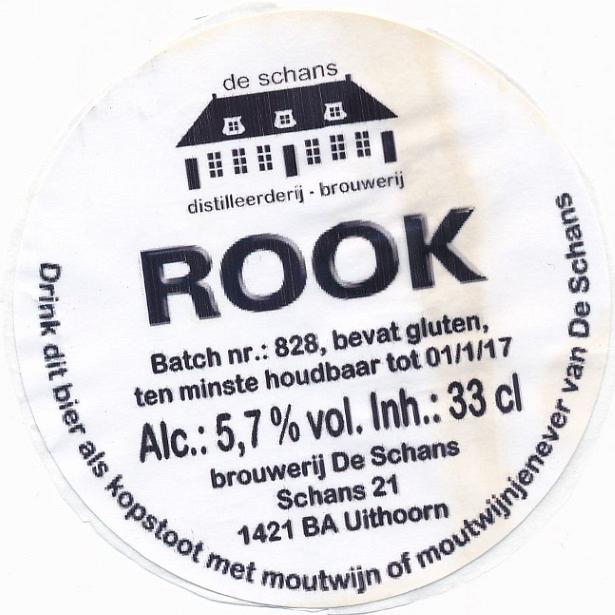 de schans
distilleerderij - brouwerij
ROOK
Batch nr.: 828, bevat gluten,
ten minste houdbaar tot 01/1/17
Alc.: 5,7 % vol. Inh.: 33 cl
brouwerij De Schans
Schans 21
1421 BA Uithoorn
Drink dit bier als kopstoot met moutwijn of moutwijnjenever van De Schans